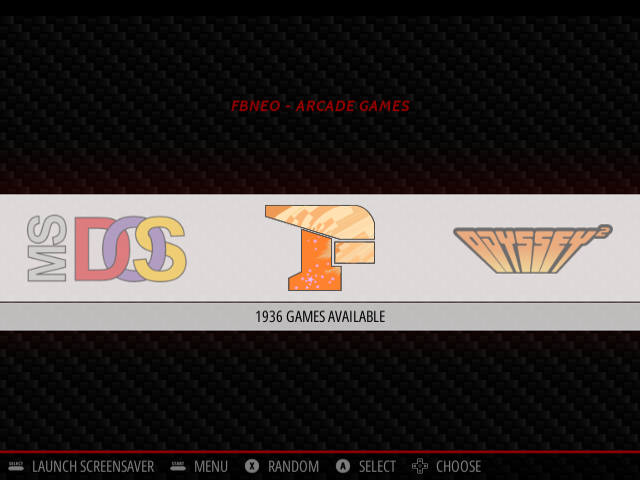 FBNEO - ARCADE GAMES
MS DOS
ODYSSEY²
1936 GAMES AVAILABLE
SELECT LAUNCH SCREENSAVER START MENU X RANDOM A SELECT CHOOSE